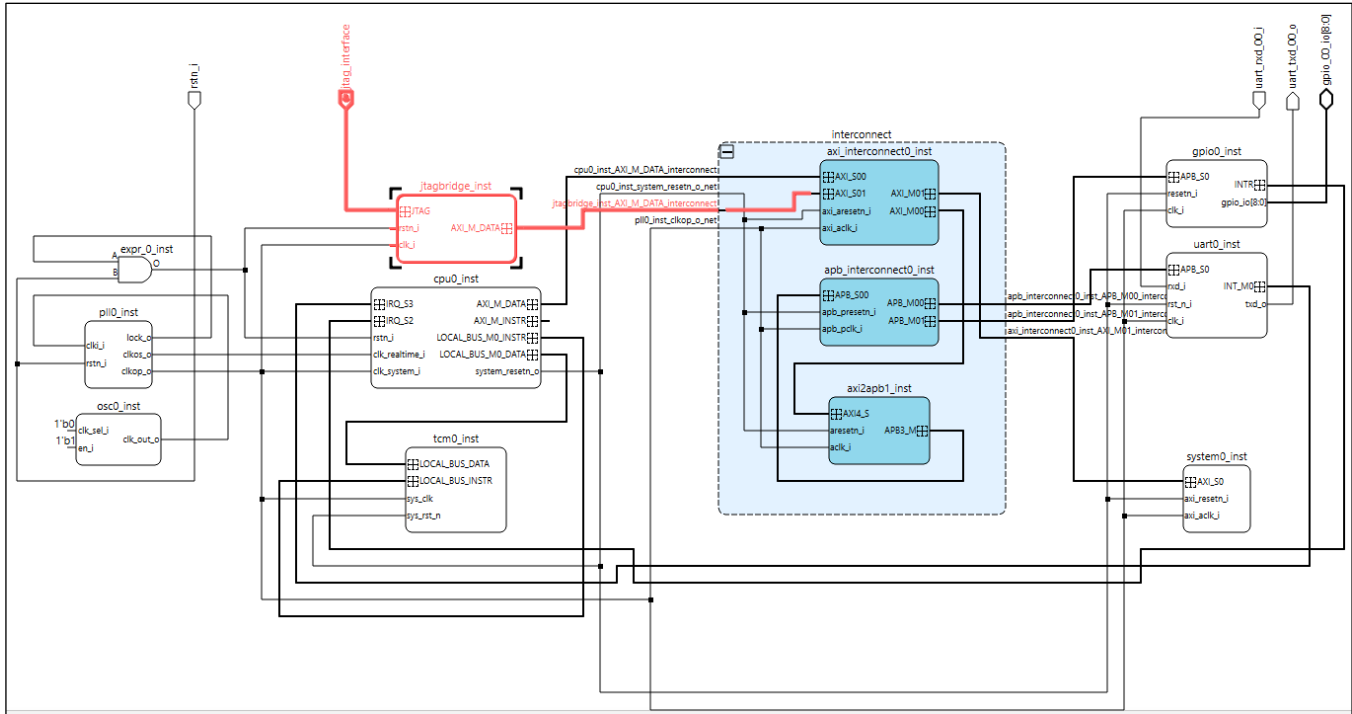 rstn_i
jtag_interface
uart_rxd_00_i
uart_txd_00_o
gpio_00_io[8:0]
jtagbridge_inst
JTAG
rstn_i
clk_i
AXI_M_DATA
expr_0_inst
A
B
O
pll0_inst
clki_i
rstn_i
lock_o
clkos_o
clkop_o
osc0_inst
1'b0
1'b1
clk_sel_i
en_i
clk_out_o
cpu0_inst
IRQ_S3
IRQ_S2
rstn_i
clk_realtime_i
clk_system_i
AXI_M_DATA
AXI_M_INSTR
LOCAL_BUS_M0_INSTR
LOCAL_BUS_M0_DATA
system_resetn_o
tcm0_inst
LOCAL_BUS_DATA
LOCAL_BUS_INSTR
sys_clk
sys_rst_n
cpu0_inst_AXI_M_DATA_interconnect
cpu0_inst_system_resetn_o_net
jtagbridge_inst_AXI_M_DATA_interconnect
pll0_inst_clkop_o_net
interconnect
axi_interconnect0_inst
AXI_S00
AXI_S01
axi_aresetn_i
axi_aclk_i
AXI_M01
AXI_M00
apb_interconnect0_inst
APB_S00
apb_presetn_i
apb_pclk_i
APB_M00
APB_M01
axi2apb1_inst
AXI4_S
aresetn_i
aclk_i
APB3_M
apb_interconnect0_inst_APB_M00_interco
apb_interconnect0_inst_APB_M01_interco
axi_interconnect0_inst_AXI_M01_intercon
gpio0_inst
APB_S0
resetn_i
clk_i
INTR
gpio_io[8:0]
uart0_inst
APB_S0
rxd_i
rst_n_i
clk_i
INT_M0
txd_o
system0_inst
AXI_S0
axi_resetn_i
axi_aclk_i